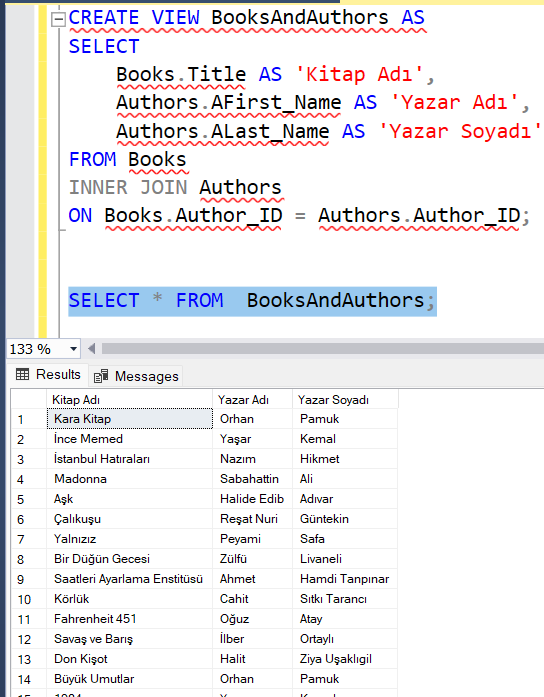 CREATE VIEW BooksAndAuthors AS
SELECT
Books.Title AS 'Kitap Adı',
Authors.AFirst_Name AS 'Yazar Adı',
Authors.ALast_Name AS 'Yazar Soyadı'
FROM Books
INNER JOIN Authors
ON Books.Author_ID = Authors.Author_ID;
SELECT * FROM BooksAndAuthors;
133 %
Results Messages
Kitap Adı Yazar Adı Yazar Soyadı
1 Kara Kitap Orhan Pamuk
2 İnce Memed Yaşar Kemal
3 İstanbul Hatıraları Nazım Hikmet
4 Madonna Sabahattin Ali
5 Aşk Halide Edib Adıvar
6 Çalıkuşu Reşat Nuri Güntekin
7 Yalnızız Peyami Safa
8 Bir Düğün Gecesi Zülfü Livaneli
9 Saatleri Ayarlama Enstitüsü Ahmet Hamdi Tanpınar
10 Körlük Cahit Sıtkı Tarancı
11 Fahrenheit 451 Oğuz Atay
12 Savaş ve Barış İlber Ortaylı
13 Don Kişot Halit Ziya Uşaklıgil
14 Büyük Umutlar Orhan Pamuk